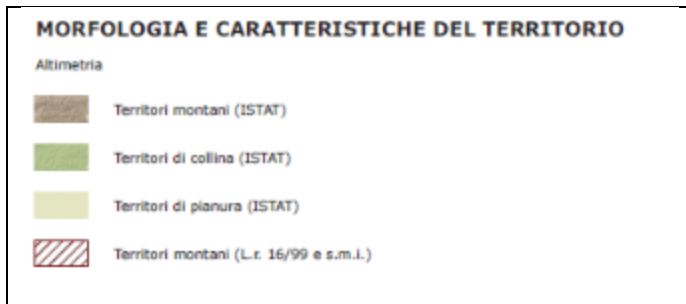 MORFOLOGIA E CARATTERISTICHE DEL TERRITORIO
Altimetria
Territori montani (ISTAT)
Territori di collina (ISTAT)
Territori di pianura (ISTAT)
Territori montani (L.r. 16/99 e s.m.i.)